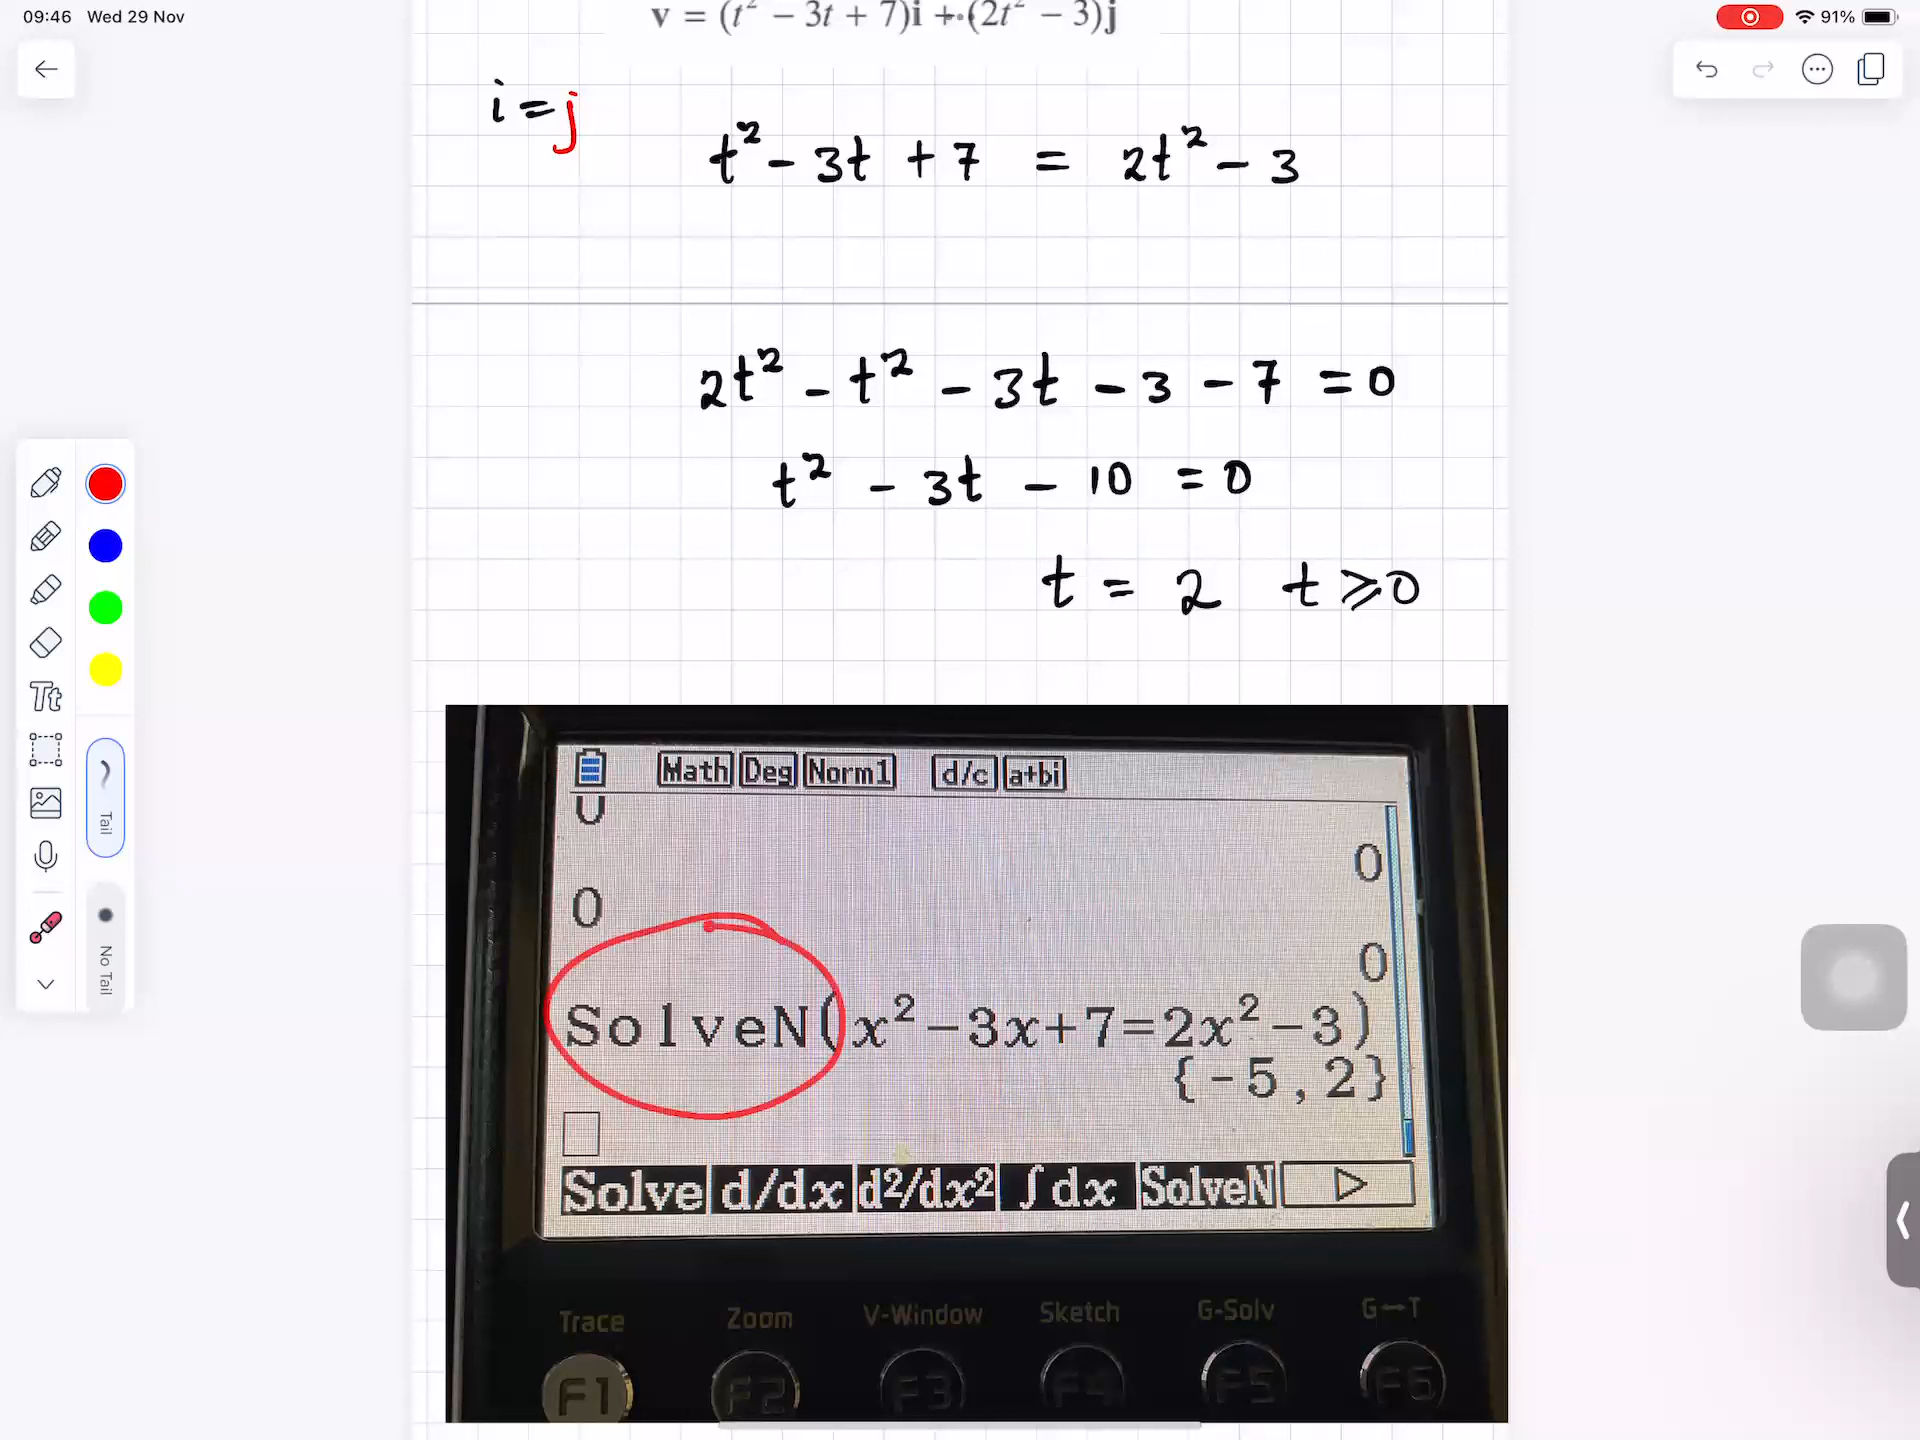 09:46 Wed 29 Nov
91%
v = (t² − 3t + 7)i + (2t² − 3)j
i = j
t² − 3t + 7 = 2t² − 3
2t² − t² − 3t − 3 − 7 = 0
t² − 3t − 10 = 0
t = 2 t ⩾ 0
Tt
Tail
No Tail
Math Deg Norm1 d/c a+bi
0
0
0
SolveN(x²−3x+7=2x²−3)
{-5,2}
Solve d/dx d²/dx² ∫dx SolveN ▷
Trace Zoom V-Window Sketch G-Solv G↔T
F1 F2 F3 F4 F5 F6